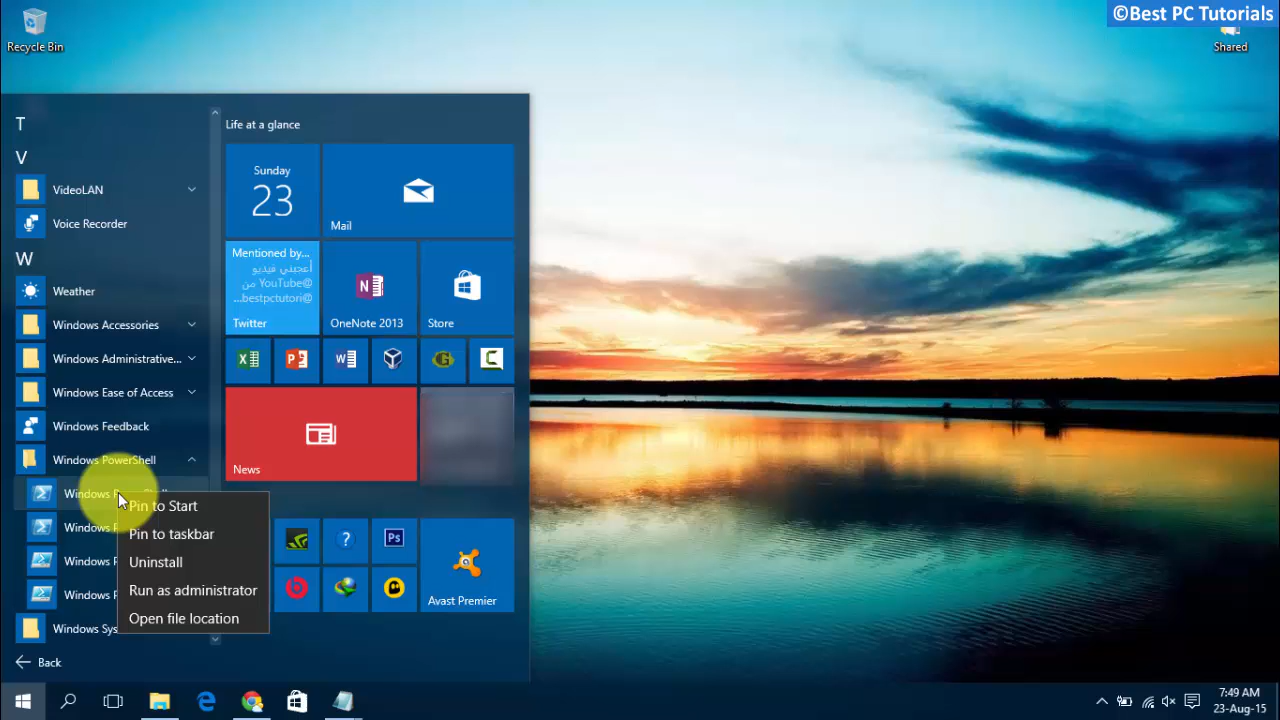 ©Best PC Tutorials
Recycle Bin
Shared
T
V
VideoLAN
Voice Recorder
W
Weather
Windows Accessories
Windows Administrative...
Windows Ease of Access
Windows Feedback
Windows PowerShell
Windows
Windows P
Windows P
Windows P
Windows Sys
Back
Life at a glance
Sunday
23
Mail
Mentioned by...
أعجبني فيديو
@YouTube من
@bestpctutori...
Twitter
OneNote 2013
Store
News
Ps
Avast Premier
Pin to Start
Pin to taskbar
Uninstall
Run as administrator
Open file location
7:49 AM
23-Aug-15